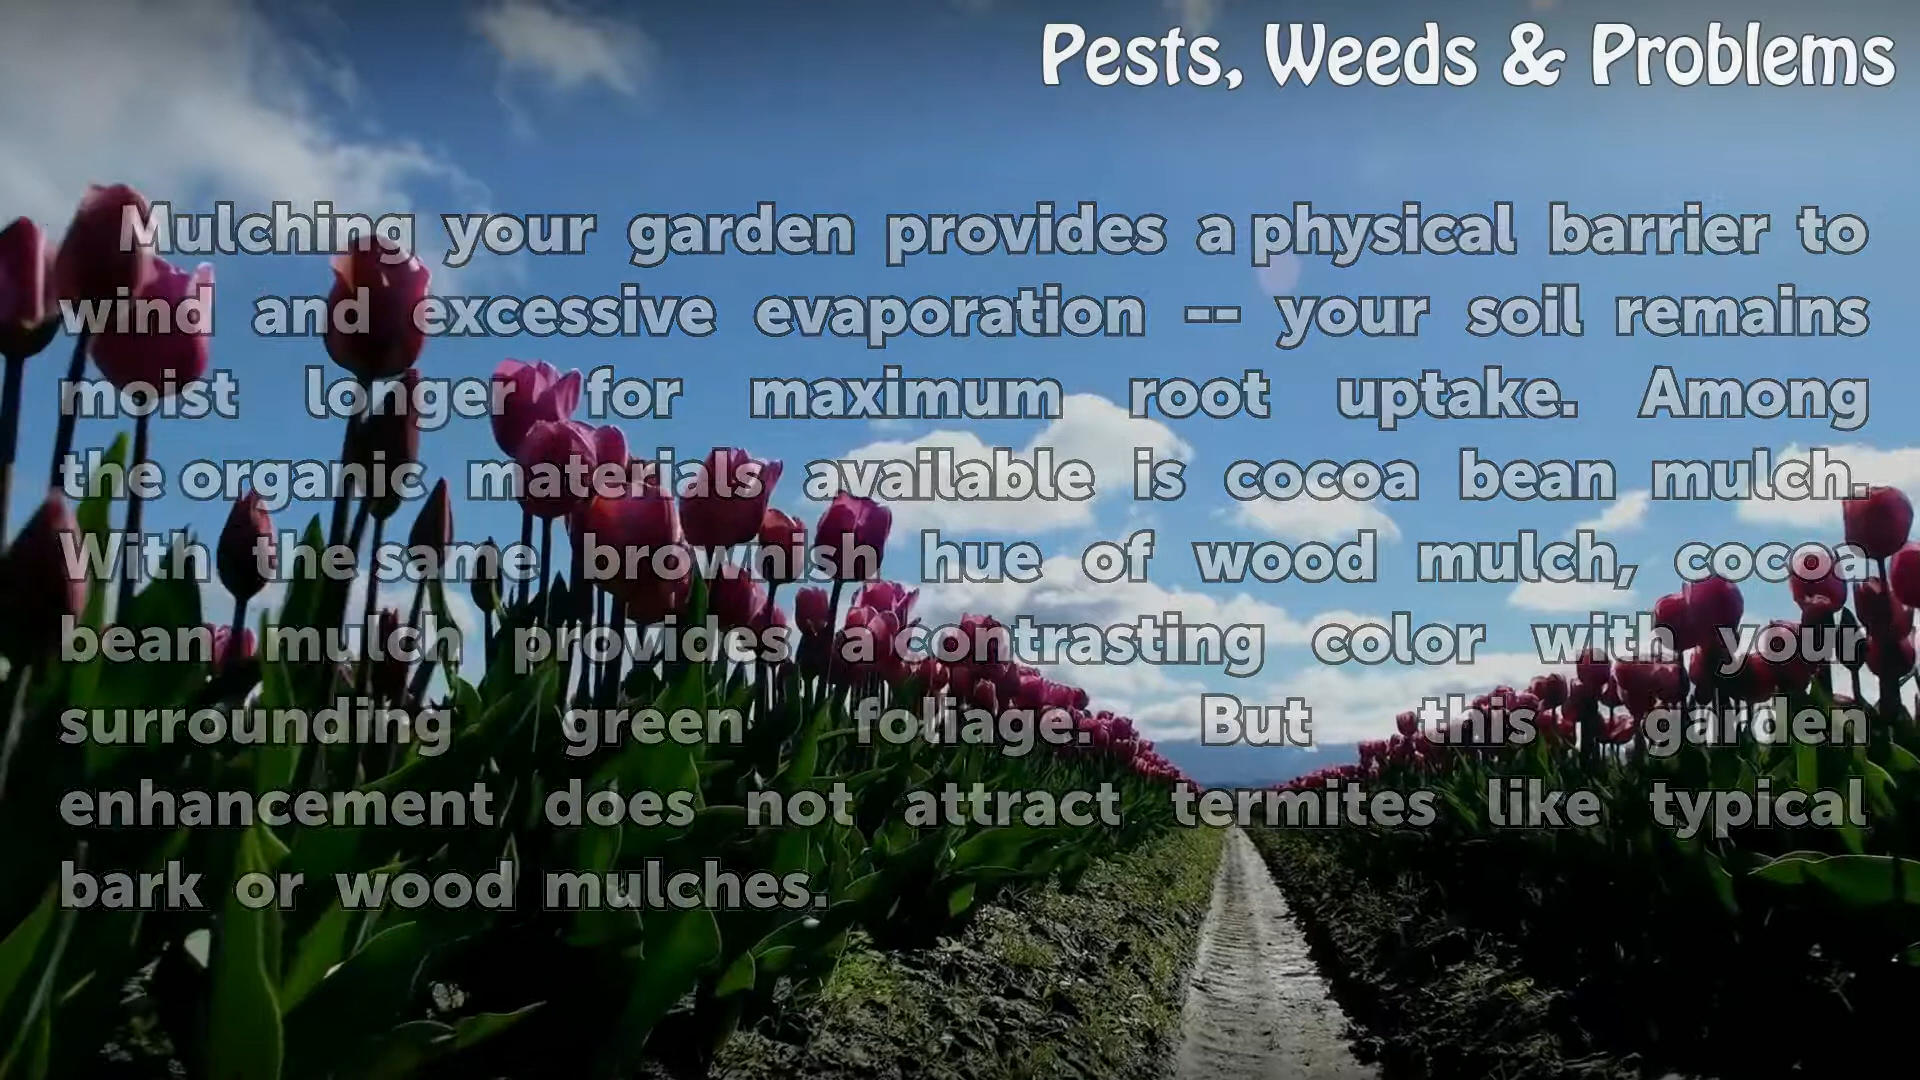 Pests, Weeds & Problems
Mulching your garden provides a physical barrier to
wind and excessive evaporation -- your soil remains
moist longer for maximum root uptake. Among
the organic materials available is cocoa bean mulch.
With the same brownish hue of wood mulch, cocoa
bean mulch provides a contrasting color with your
surrounding green foliage. But this garden
enhancement does not attract termites like typical
bark or wood mulches.